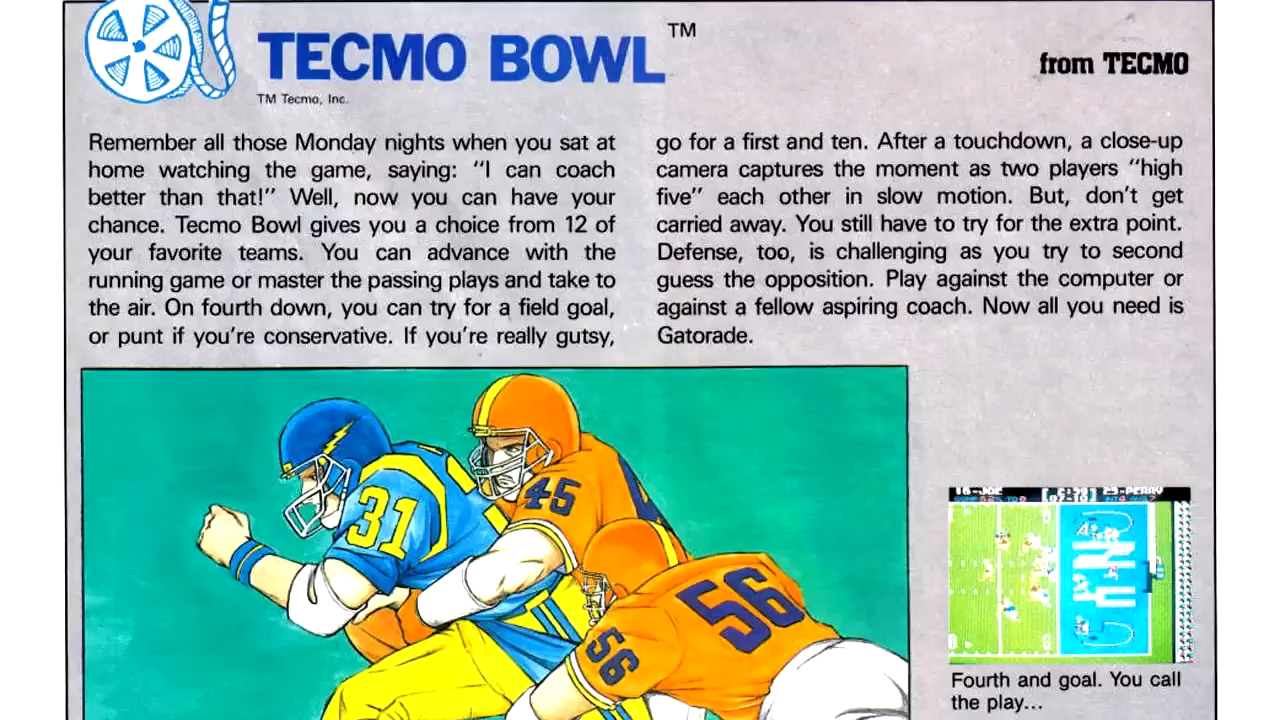 TECMO BOWL™
from TECMO
TM Tecmo, Inc.
Remember all those Monday nights when you sat at
home watching the game, saying: "I can coach
better than that!" Well, now you can have your
chance. Tecmo Bowl gives you a choice from 12 of
your favorite teams. You can advance with the
running game or master the passing plays and take to
the air. On fourth down, you can try for a field goal,
or punt if you're conservative. If you're really gutsy,
go for a first and ten. After a touchdown, a close-up
camera captures the moment as two players "high
five" each other in slow motion. But, don't get
carried away. You still have to try for the extra point.
Defense, too, is challenging as you try to second
guess the opposition. Play against the computer or
against a fellow aspiring coach. Now all you need is
Gatorade.
31
45
4
56
56
Fourth and goal. You call
the play...